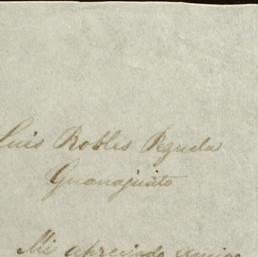 Luis Robles Pezuela
Guanajuato
Mi apreciado amigo